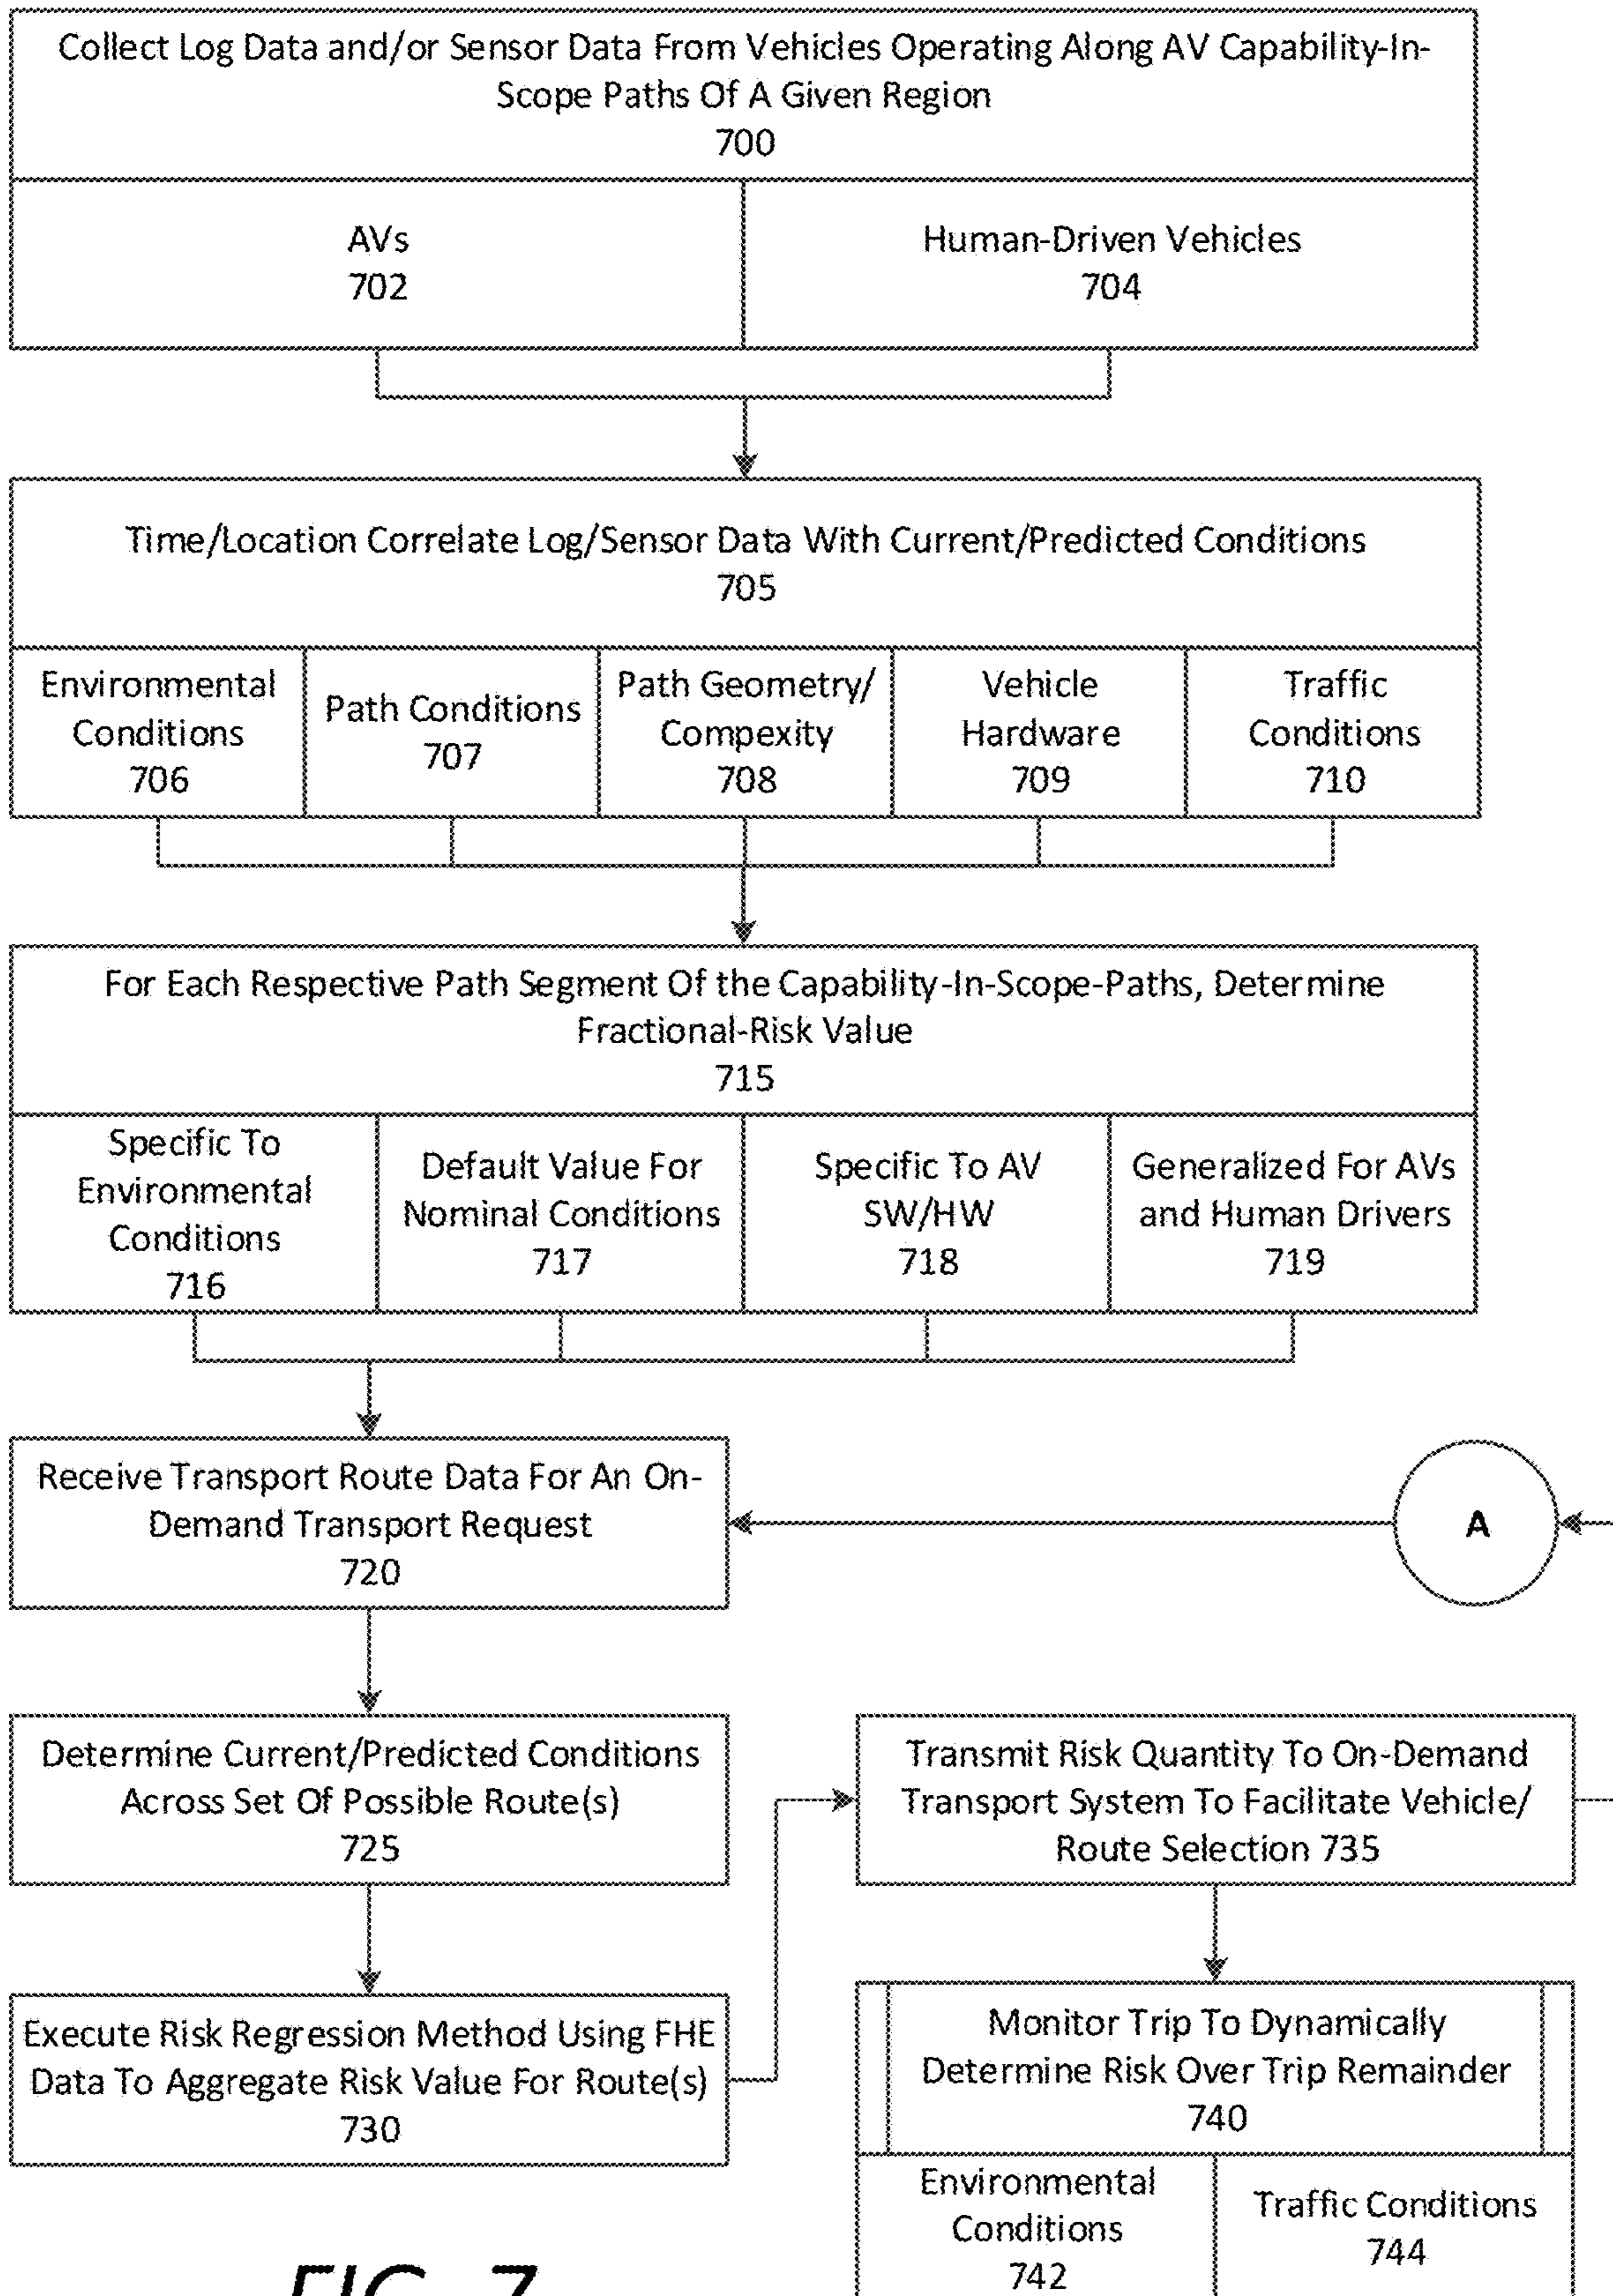 Collect Log Data and/or Sensor Data From Vehicles Operating Along AV Capability-In-
Scope Paths Of A Given Region
700
AVs
702
Human-Driven Vehicles
704
Time/Location Correlate Log/Sensor Data With Current/Predicted Conditions
705
Environmental
Conditions
706
Path Conditions
707
Path Geometry/
Compexity
708
Vehicle
Hardware
709
Traffic
Conditions
710
For Each Respective Path Segment Of the Capability-In-Scope-Paths, Determine
Fractional-Risk Value
715
Specific To
Environmental
Conditions
716
Default Value For
Nominal Conditions
717
Specific To AV
SW/HW
718
Generalized For AVs
and Human Drivers
719
Receive Transport Route Data For An On-
Demand Transport Request
720
A
Determine Current/Predicted Conditions
Across Set Of Possible Route(s)
725
Transmit Risk Quantity To On-Demand
Transport System To Facilitate Vehicle/
Route Selection 735
Execute Risk Regression Method Using FHE
Data To Aggregate Risk Value For Route(s)
730
Monitor Trip To Dynamically
Determine Risk Over Trip Remainder
740
Environmental
Conditions
742
Traffic Conditions
744
FIG. 7